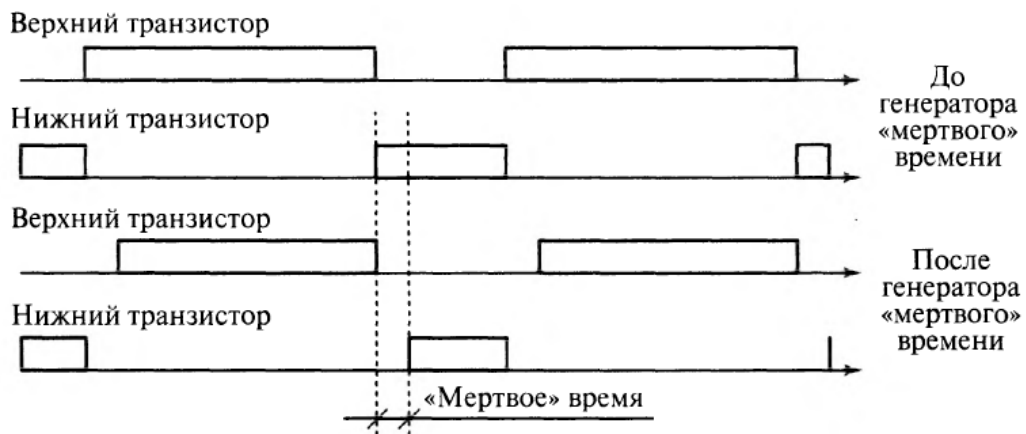 Верхний транзистор
До
генератора
«мертвого»
времени
Нижний транзистор
Верхний транзистор
После
генератора
«мертвого»
времени
Нижний транзистор
«Мертвое» время